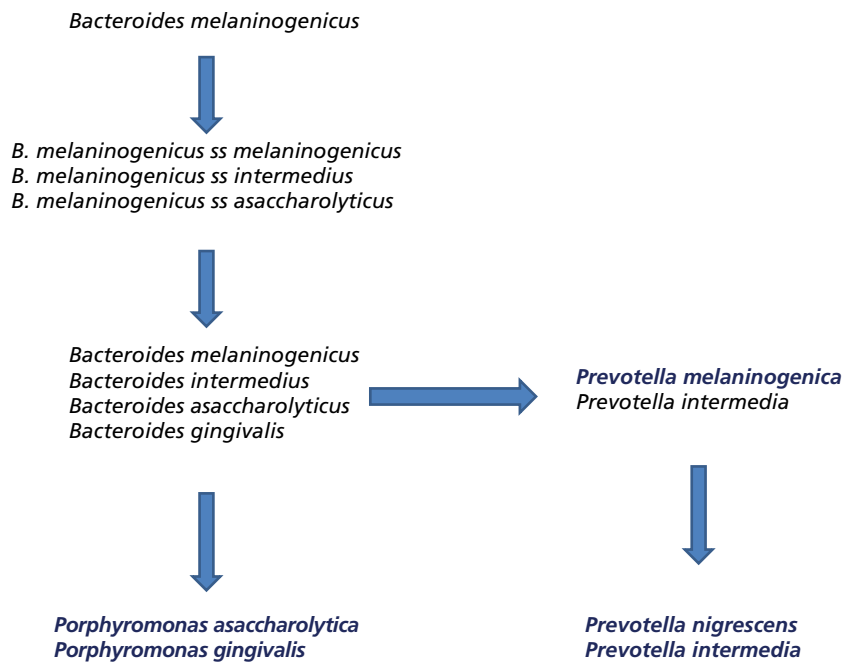 Bacteroides melaninogenicus
B. melaninogenicus ss melaninogenicus
B. melaninogenicus ss intermedius
B. melaninogenicus ss asaccharolyticus
Bacteroides melaninogenicus
Bacteroides intermedius
Bacteroides asaccharolyticus
Bacteroides gingivalis
Prevotella melaninogenica
Prevotella intermedia
Porphyromonas asaccharolytica
Porphyromonas gingivalis
Prevotella nigrescens
Prevotella intermedia